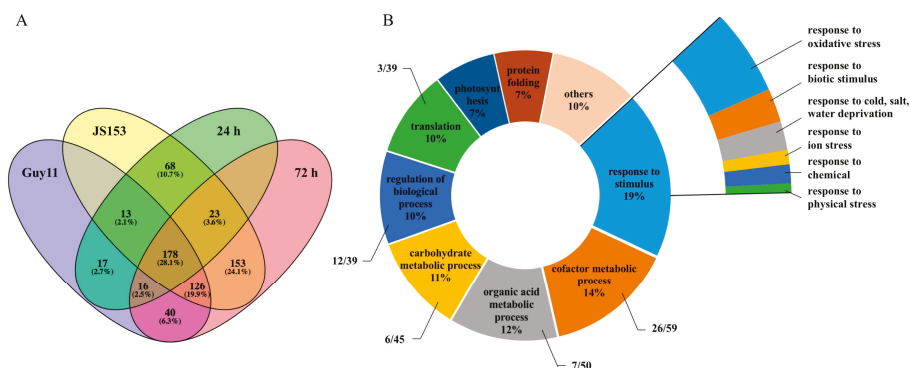 A
Guy11
JS153
24 h
72 h
68
(10.7%)
13
(2.1%)
23
(3.6%)
17
(2.7%)
178
(28.1%)
153
(24.1%)
16
(2.5%)
126
(19.9%)
40
(6.3%)
B
3/39
photosynt
hesis
7%
protein
folding
7%
others
10%
translation
10%
regulation of
biological
process
10%
12/39
carbohydrate
metabolic process
11%
6/45
organic acid
metabolic
process
12%
7/50
cofactor metabolic
process
14%
26/59
response to
stimulus
19%
response to
oxidative stress
response to
biotic stimulus
response to cold, salt,
water deprivation
response to
ion stress
response to
chemical
response to
physical stress